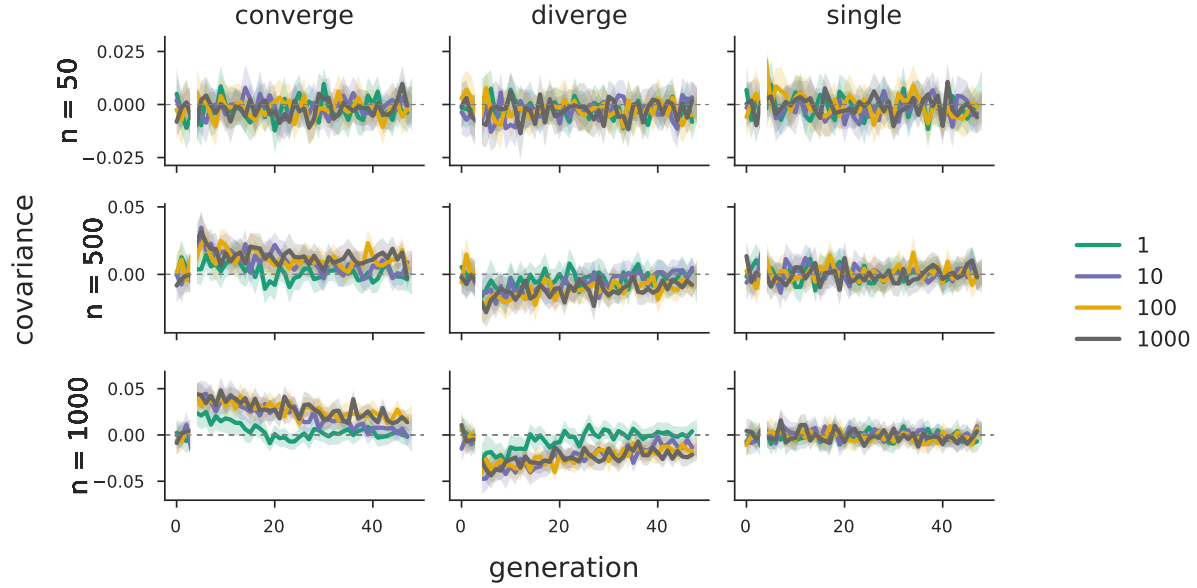 converge diverge single
n = 50
0.025
0.000
−0.025
n = 500
0.05
0.00
n = 1000
0.05
0.00
−0.05
covariance
0 20 40 0 20 40 0 20 40
generation
1
10
100
1000